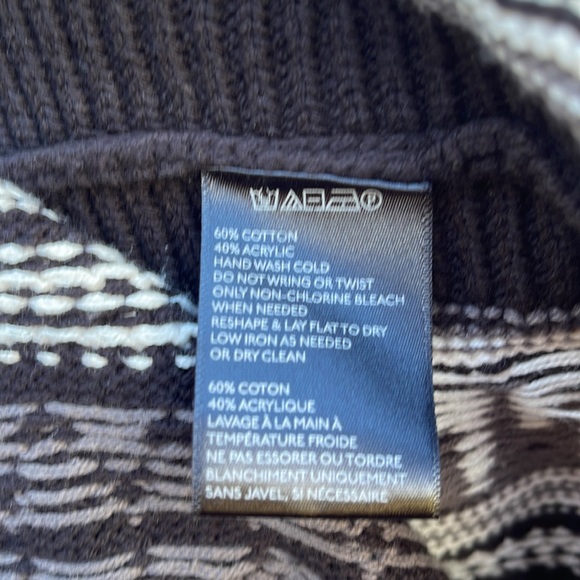 60% COTTON
40% ACRYLIC
HAND WASH COLD
DO NOT WRING OR TWIST
ONLY NON-CHLORINE BLEACH
WHEN NEEDED
RESHAPE & LAY FLAT TO DRY
LOW IRON AS NEEDED
OR DRY CLEAN
60% COTON
40% ACRYLIQUE
LAVAGE À LA MAIN À
TEMPÉRATURE FROIDE
NE PAS ESSORER OU TORDRE
BLANCHIMENT UNIQUEMENT
SANS JAVEL, SI NÉCESSAIRE